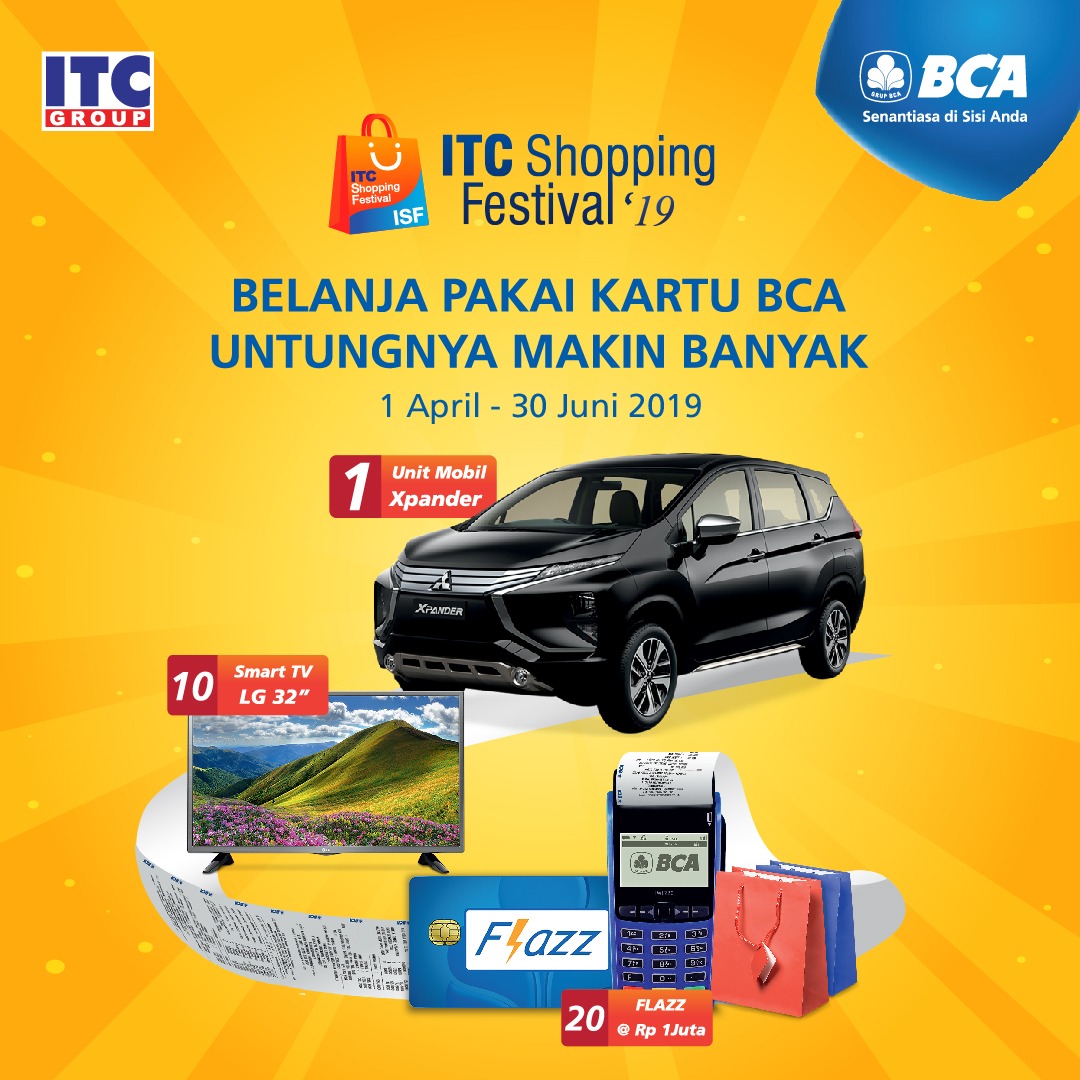 ITC
GROUP
GRUP BCA
BCA
Senantiasa di Sisi Anda
ITC
Shopping
Festival
ISF
ITC Shopping
Festival '19
BELANJA PAKAI KARTU BCA
UNTUNGNYA MAKIN BANYAK
1 April - 30 Juni 2019
1
Unit Mobil
Xpander
XPANDER
10
Smart TV
LG 32”
BCA
Flazz
20
FLAZZ
@ Rp 1Juta